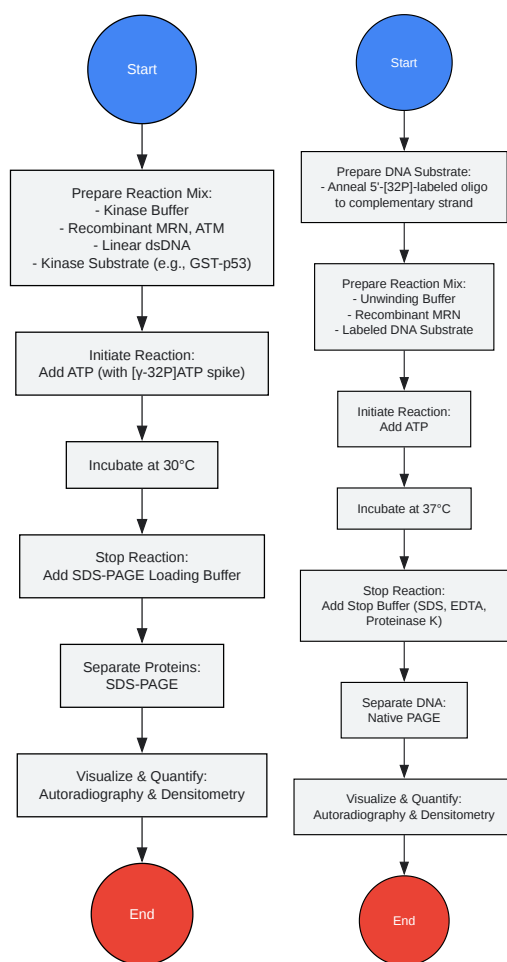 Start
Prepare Reaction Mix:
- Kinase Buffer
- Recombinant MRN, ATM
- Linear dsDNA
- Kinase Substrate (e.g., GST-p53)
Initiate Reaction:
Add ATP (with [γ-32P]ATP spike)
Incubate at 30°C
Stop Reaction:
Add SDS-PAGE Loading Buffer
Separate Proteins:
SDS-PAGE
Visualize & Quantify:
Autoradiography & Densitometry
End
Start
Prepare DNA Substrate:
- Anneal 5'-[32P]-labeled oligo
to complementary strand
Prepare Reaction Mix:
- Unwinding Buffer
- Recombinant MRN
- Labeled DNA Substrate
Initiate Reaction:
Add ATP
Incubate at 37°C
Stop Reaction:
Add Stop Buffer (SDS, EDTA,
Proteinase K)
Separate DNA:
Native PAGE
Visualize & Quantify:
Autoradiography & Densitometry
End